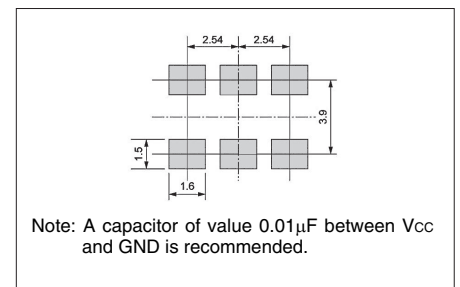 2.54 2.54
3.9
1.5
1.6
Note: A capacitor of value 0.01μF between Vcc
and GND is recommended.